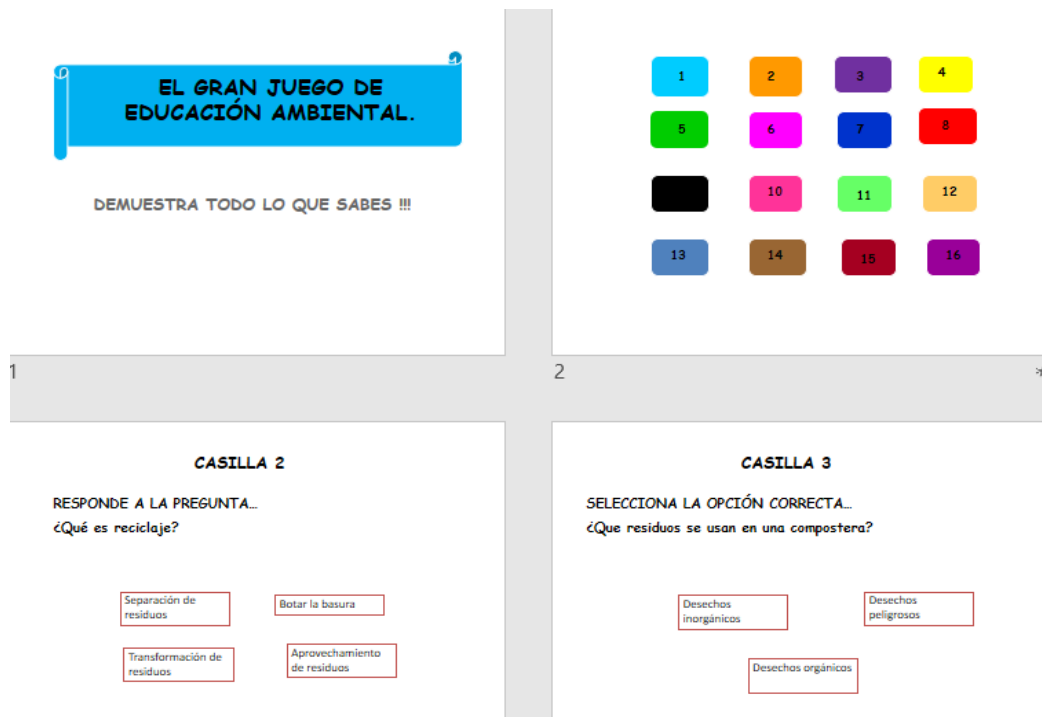 EL GRAN JUEGO DE
EDUCACIÓN AMBIENTAL.
DEMUESTRA TODO LO QUE SABES !!!
1
1 2 3 4
5 6 7 8
10 11 12
13 14 15 16
2
CASILLA 2
RESPONDE A LA PREGUNTA...
¿Qué es reciclaje?
Separación de
residuos
Botar la basura
Transformación de
residuos
Aprovechamiento
de residuos
CASILLA 3
SELECCIONA LA OPCIÓN CORRECTA...
¿Que residuos se usan en una compostera?
Desechos
inorgánicos
Desechos
peligrosos
Desechos orgánicos